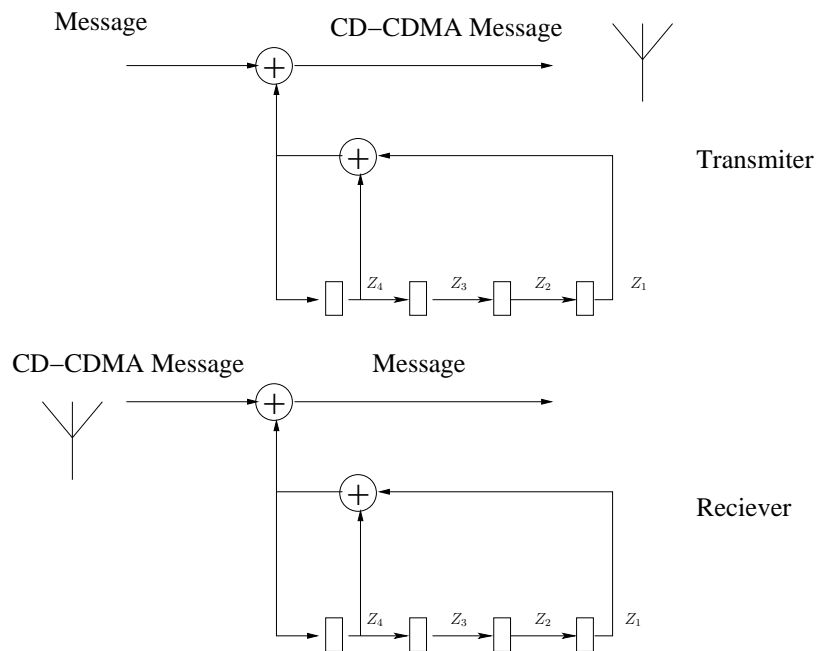 Message
CD−CDMA Message
+
+
Transmiter
Z₄
Z₃
Z₂
Z₁
CD−CDMA Message
Message
+
+
Reciever
Z₄
Z₃
Z₂
Z₁